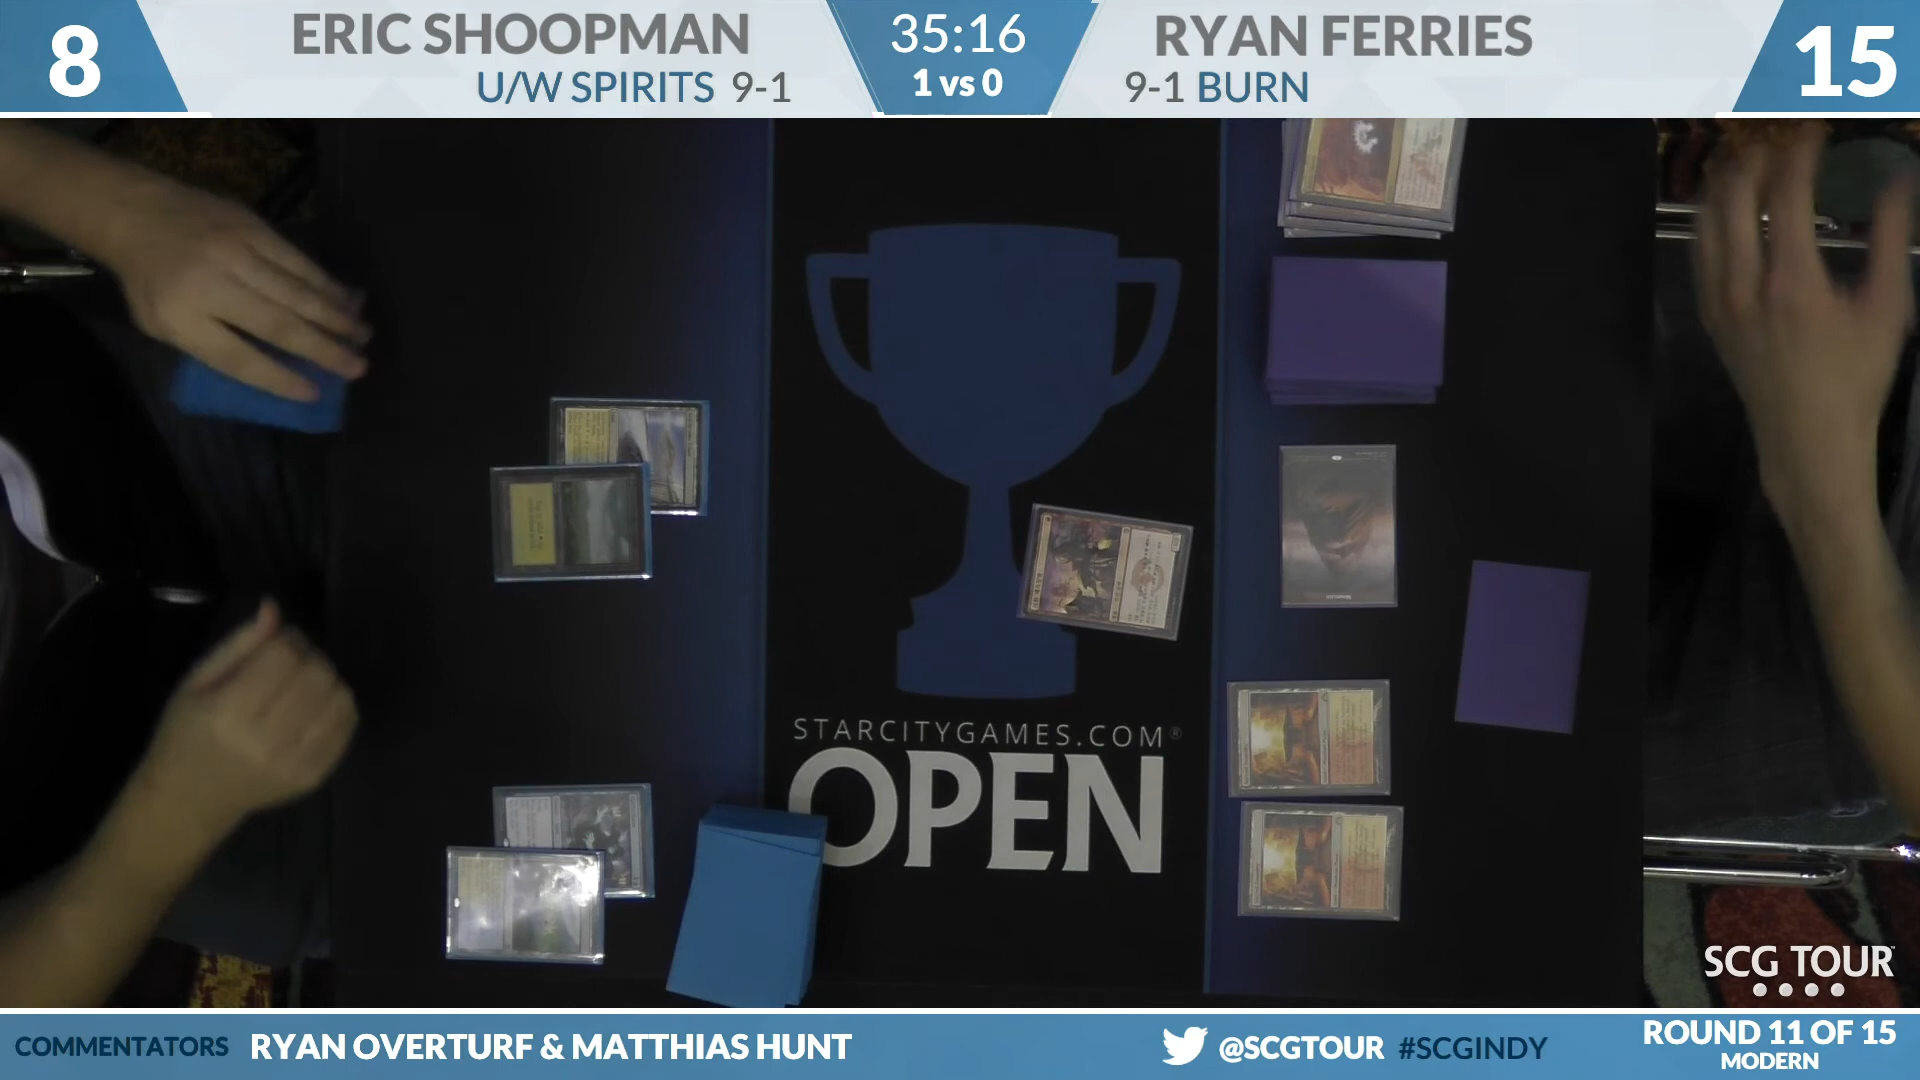 8
ERIC SHOOPMAN
U/W SPIRITS 9-1
35:16
1 vs 0
RYAN FERRIES
9-1 BURN
15
STARCITYGAMES.COM®
OPEN
SCG TOUR
COMMENTATORS RYAN OVERTURF & MATTHIAS HUNT
@SCGTOUR #SCGINDY
ROUND 11 OF 15
MODERN